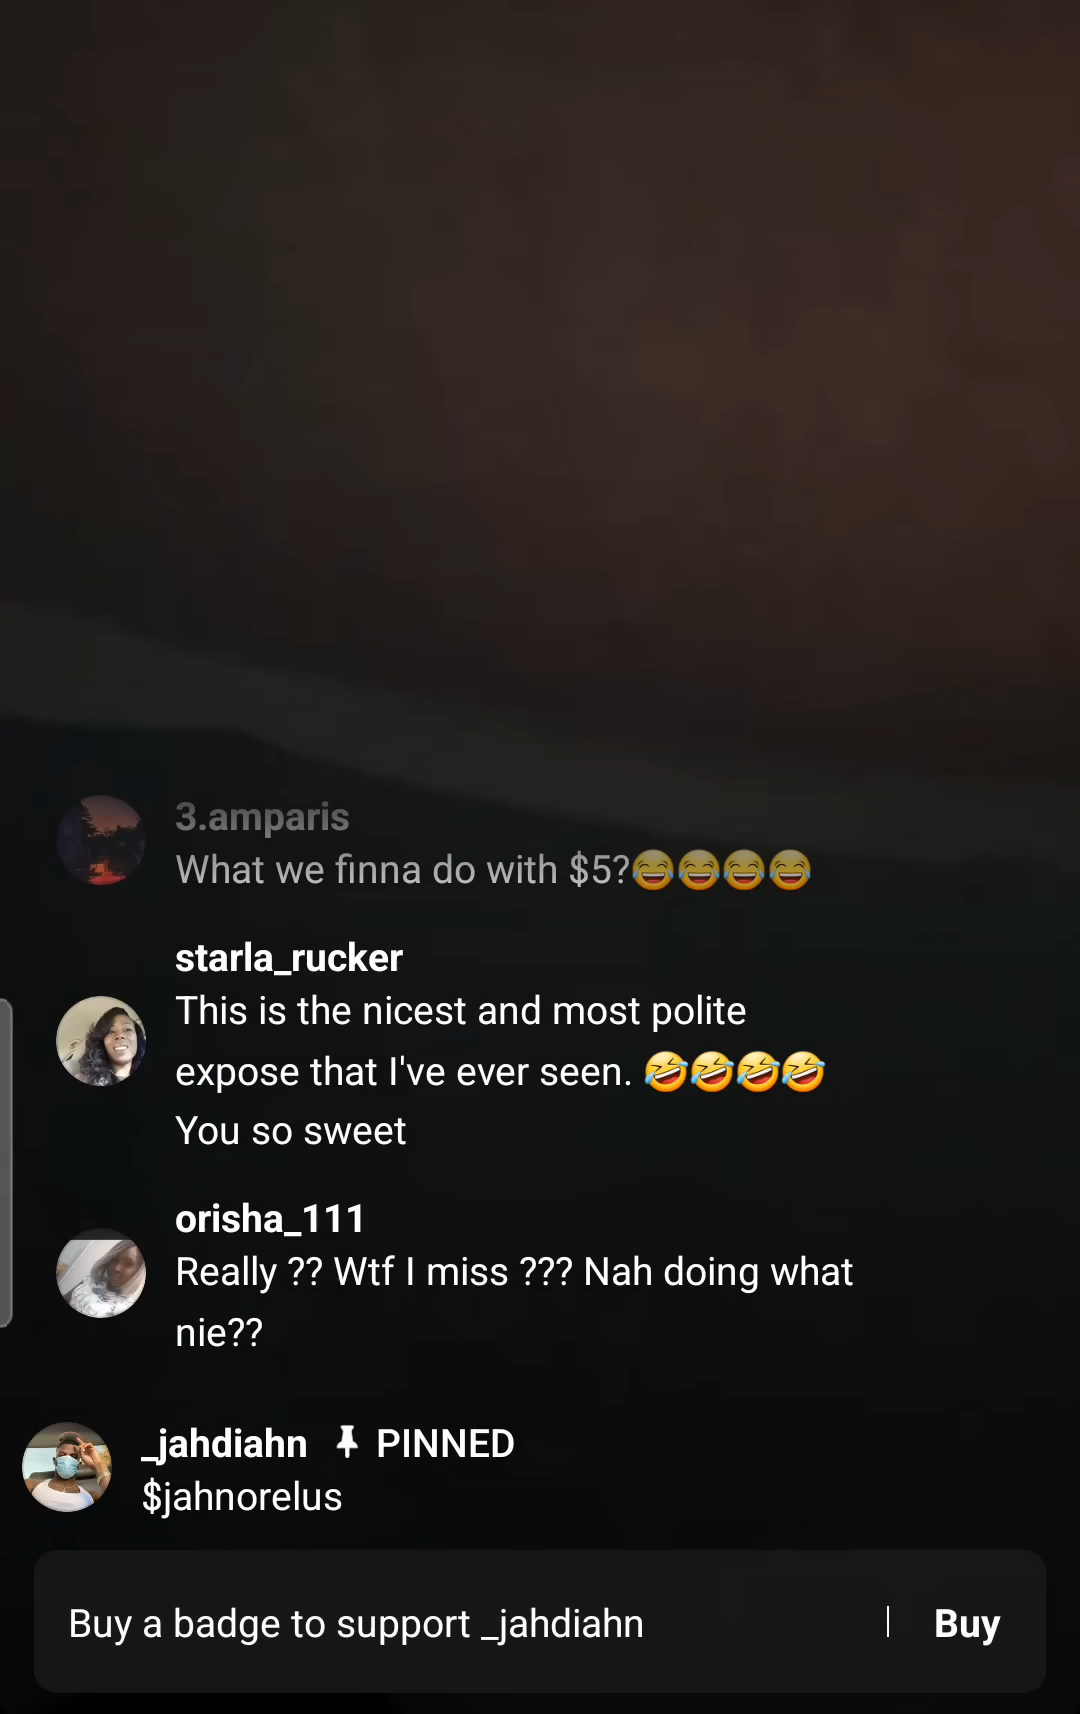 3.amparis
What we finna do with $5?😂😂😂😂
starla_rucker
This is the nicest and most polite
expose that I've ever seen. 🤣🤣🤣🤣
You so sweet
orisha_111
Really ?? Wtf I miss ??? Nah doing what
nie??
_jahdiahn 📌 PINNED
$jahnorelus
Buy a badge to support _jahdiahn | Buy